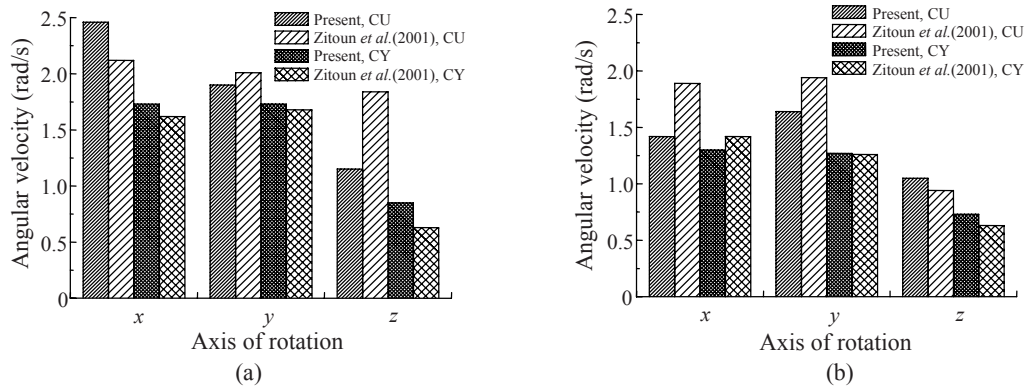 2.5
2.0
1.5
1.0
0.5
0
Angular velocity (rad/s)
Present, CU
Zitoun et al.(2001), CU
Present, CY
Zitoun et al.(2001), CY
x
y
z
Axis of rotation
(a)
2.5
2.0
1.5
1.0
0.5
0
Angular velocity (rad/s)
Present, CU
Zitoun et al.(2001), CU
Present, CY
Zitoun et al.(2001), CY
x
y
z
Axis of rotation
(b)